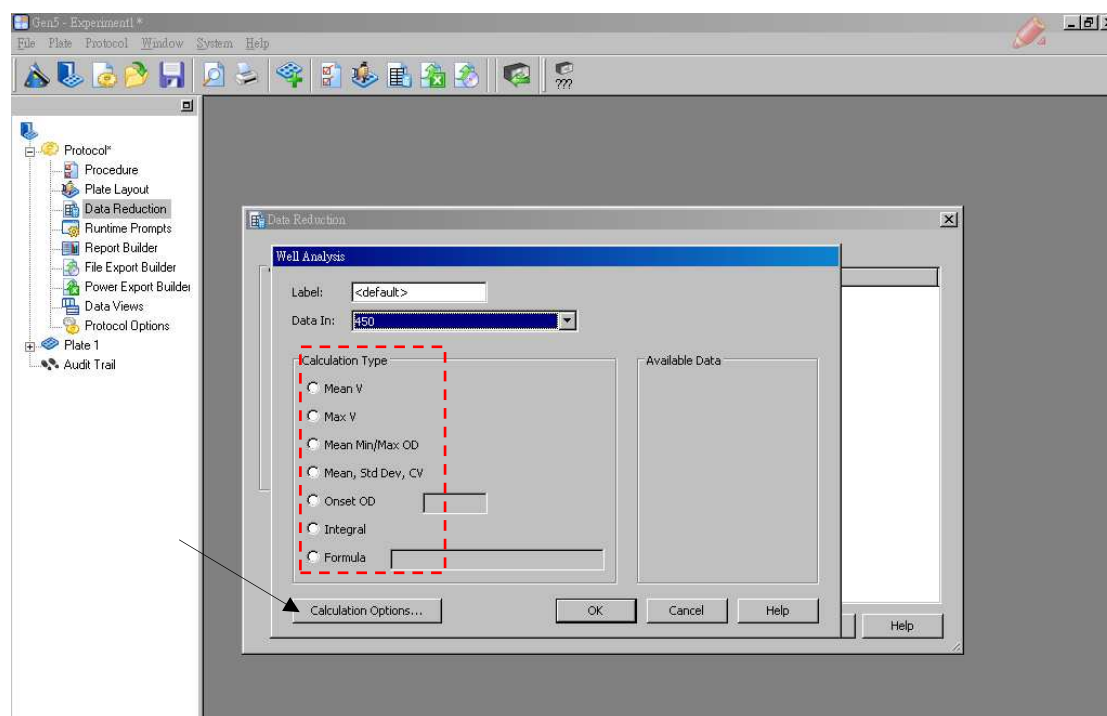 Gen5 - Experiment1 *
File Plate Protocol Window System Help
???
Protocol*
Procedure
Plate Layout
Data Reduction
Runtime Prompts
Report Builder
File Export Builder
Power Export Builder
Data Views
Protocol Options
Plate 1
Audit Trail
Data Reduction
Well Analysis
Label: <default>
Data In: 450
Calculation Type
Mean V
Max V
Mean Min/Max OD
Mean, Std Dev, CV
Onset OD
Integral
Formula
Available Data
Calculation Options...
OK Cancel Help
Help